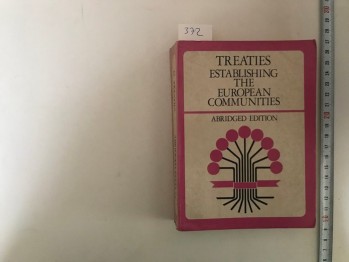 372
TREATIES
ESTABLISHING
THE
EUROPEAN
COMMUNITIES
ABRIDGED EDITION